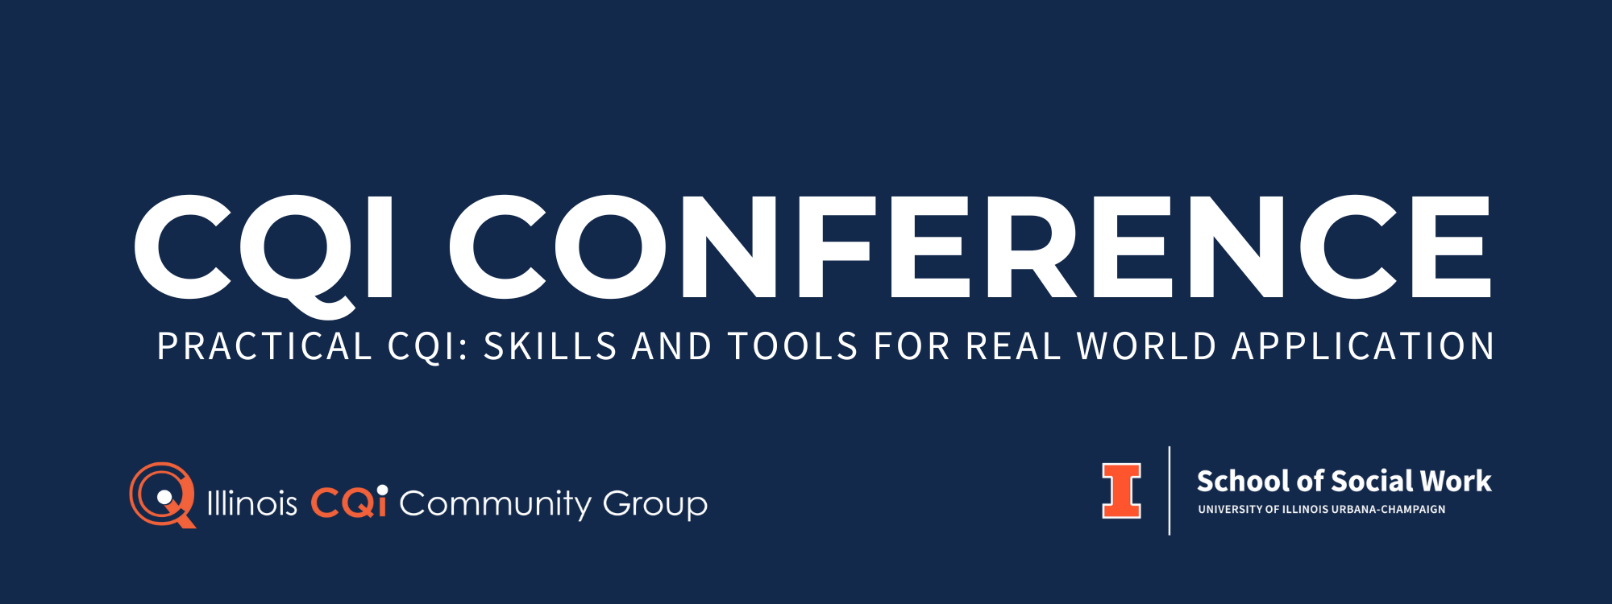 CQI CONFERENCE
PRACTICAL CQI: SKILLS AND TOOLS FOR REAL WORLD APPLICATION
Illinois CQi Community Group
I
School of Social Work
UNIVERSITY OF ILLINOIS URBANA-CHAMPAIGN